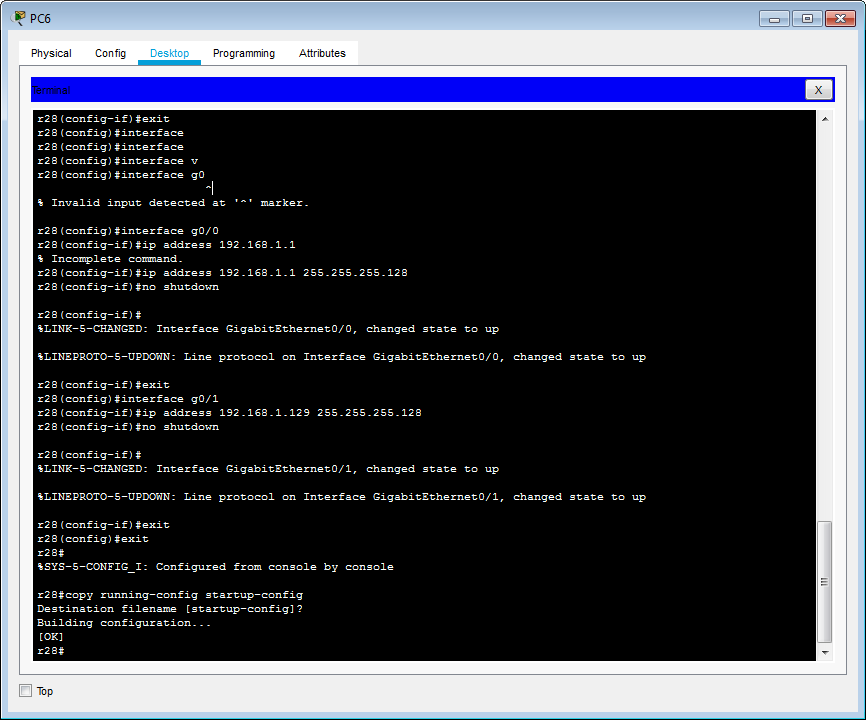 PC6
Physical Config Desktop Programming Attributes
Terminal
X
r28(config-if)#exit
r28(config)#interface
r28(config)#interface
r28(config)#interface v
r28(config)#interface g0
^
% Invalid input detected at '^' marker.
r28(config)#interface g0/0
r28(config-if)#ip address 192.168.1.1
% Incomplete command.
r28(config-if)#ip address 192.168.1.1 255.255.255.128
r28(config-if)#no shutdown
r28(config-if)#
%LINK-5-CHANGED: Interface GigabitEthernet0/0, changed state to up
%LINEPROTO-5-UPDOWN: Line protocol on Interface GigabitEthernet0/0, changed state to up
r28(config-if)#exit
r28(config)#interface g0/1
r28(config-if)#ip address 192.168.1.129 255.255.255.128
r28(config-if)#no shutdown
r28(config-if)#
%LINK-5-CHANGED: Interface GigabitEthernet0/1, changed state to up
%LINEPROTO-5-UPDOWN: Line protocol on Interface GigabitEthernet0/1, changed state to up
r28(config-if)#exit
r28(config)#exit
r28#
%SYS-5-CONFIG_I: Configured from console by console
r28#copy running-config startup-config
Destination filename [startup-config]?
Building configuration...
[OK]
r28#
Top